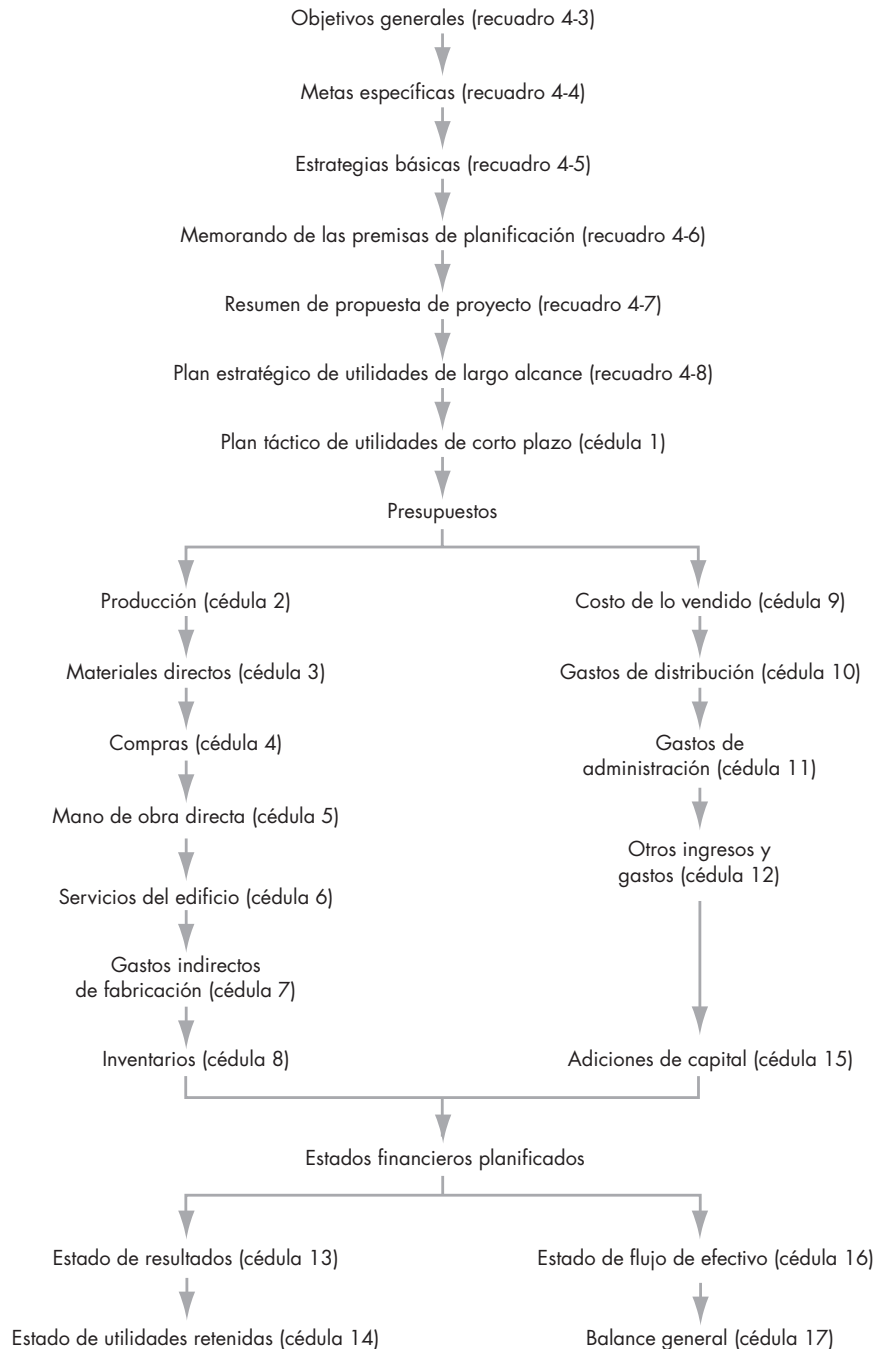 Objetivos generales (recuadro 4-3)
Metas específicas (recuadro 4-4)
Estrategias básicas (recuadro 4-5)
Memorando de las premisas de planificación (recuadro 4-6)
Resumen de propuesta de proyecto (recuadro 4-7)
Plan estratégico de utilidades de largo alcance (recuadro 4-8)
Plan táctico de utilidades de corto plazo (cédula 1)
Presupuestos
Producción (cédula 2)
Materiales directos (cédula 3)
Compras (cédula 4)
Mano de obra directa (cédula 5)
Servicios del edificio (cédula 6)
Gastos indirectos
de fabricación (cédula 7)
Inventarios (cédula 8)
Costo de lo vendido (cédula 9)
Gastos de distribución (cédula 10)
Gastos de
administración (cédula 11)
Otros ingresos y
gastos (cédula 12)
Adiciones de capital (cédula 15)
Estados financieros planificados
Estado de resultados (cédula 13)
Estado de utilidades retenidas (cédula 14)
Estado de flujo de efectivo (cédula 16)
Balance general (cédula 17)